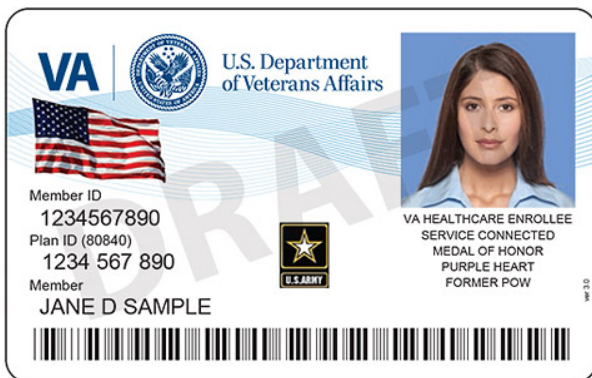 VA
U.S. Department
of Veterans Affairs
DRAFT
Member ID
1234567890
Plan ID (80840)
1234 567 890
Member
JANE D SAMPLE
U.S.ARMY
VA HEALTHCARE ENROLLEE
SERVICE CONNECTED
MEDAL OF HONOR
PURPLE HEART
FORMER POW
ver 3.0